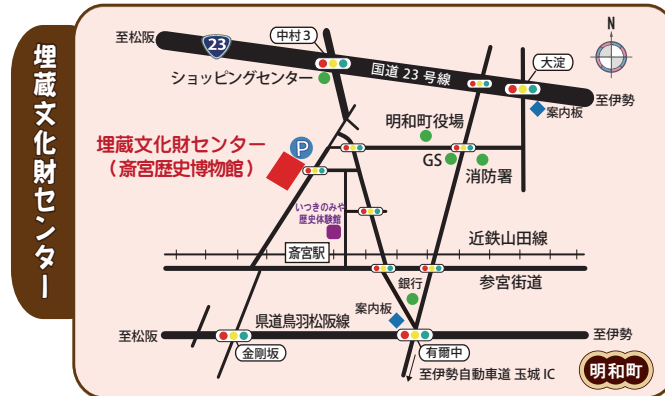 埋蔵文化財センター
至松阪
23
中村3
国道23号線
大淀
N
ショッピングセンター
至伊勢
案内板
明和町役場
埋蔵文化財センター
(斎宮歴史博物館)
P
GS
消防署
いつきのみや
歴史体験館
近鉄山田線
斎宮駅
参宮街道
銀行
案内板
県道鳥羽松阪線
至松阪
至伊勢
金剛坂
有爾中
至伊勢自動車道 玉城IC
明和町